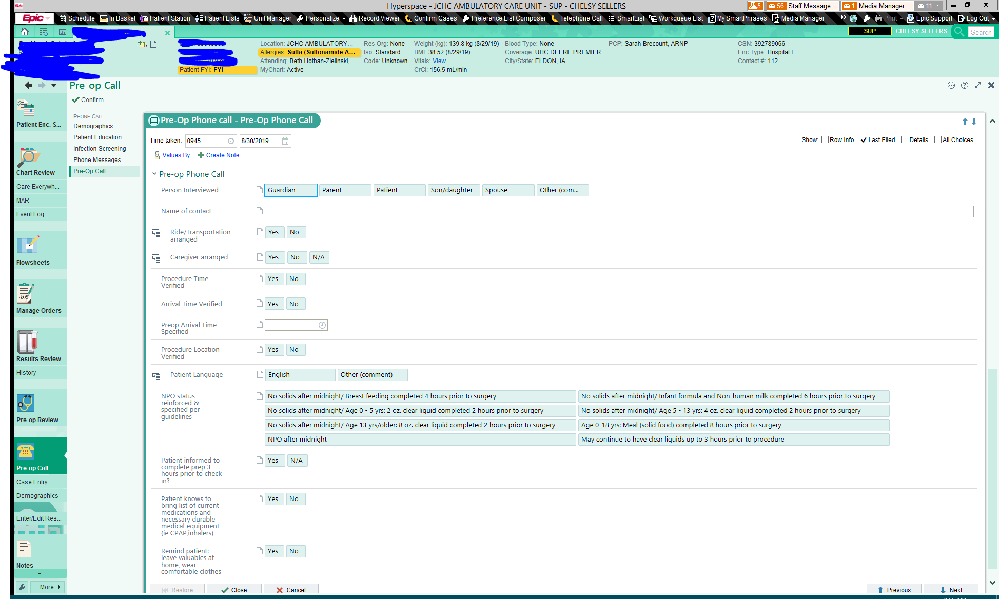 Epic
Hyperspace - JCHC AMBULATORY CARE UNIT - SUP - CHELSY SELLERS
5
56 Staff Message
1 Media Manager
11
Epic
Schedule
In Basket
Patient Station
Patient Lists
Unit Manager
Personalize
Record Viewer
Confirm Cases
Preference List Composer
Telephone Call
SmartList
Workqueue List
My SmartPhrases
Media Manager
Print
Epic Support
Log Out
SUP
CHELSY SELLERS
Search
Location: JCHC AMBULATORY...
Allergies: Sulfa (Sulfonamide A...
Attending: Beth Hothan-Zielinski,...
MyChart: Active
Patient FYI: FYI
Res Org: None
Iso: Standard
Code: Unknown
Weight (kg): 139.8 kg (8/29/19)
BMI: 38.52 (8/29/19)
Vitals: View
CrCl: 156.5 mL/min
Blood Type: None
Coverage: UHC DEERE PREMIER
City/State: ELDON, IA
PCP: Sarah Brecount, ARNP
CSN: 392789066
Enc Type: Hospital E...
Contact #: 112
Pre-op Call
Confirm
Patient Enc. S...
Chart Review
Care Everywh...
MAR
Event Log
Flowsheets
Manage Orders
Results Review
History
Pre-op Review
Pre-op Call
Case Entry
Demographics
Enter/Edit Res...
Notes
More
PHONE CALL
Demographics
Patient Education
Infection Screening
Phone Messages
Pre-Op Call
Pre-Op Phone call - Pre-Op Phone Call
Time taken: 0945 8/30/2019
Show: Row Info Last Filed Details All Choices
Values By Create Note
Pre-op Phone Call
Person Interviewed
Guardian Parent Patient Son/daughter Spouse Other (com...
Name of contact
Ride/Transportation
arranged
Yes No
Caregiver arranged
Yes No N/A
Procedure Time
Verified
Yes No
Arrival Time Verified
Yes No
Preop Arrival Time
Specified
Procedure Location
Verified
Yes No
Patient Language
English Other (comment)
NPO status
reinforced &
specified per
guidelines
No solids after midnight/ Breast feeding completed 4 hours prior to surgery
No solids after midnight/ Infant formula and Non-human milk completed 6 hours prior to surgery
No solids after midnight/ Age 0 - 5 yrs: 2 oz. clear liquid completed 2 hours prior to surgery
No solids after midnight/ Age 5 - 13 yrs: 4 oz. clear liquid completed 2 hours prior to surgery
No solids after midnight/ Age 13 yrs/older: 8 oz. clear liquid completed 2 hours prior to surgery
Age 0-18 yrs: Meal (solid food) completed 8 hours prior to surgery
NPO after midnight
May continue to have clear liquids up to 3 hours prior to procedure
Patient informed to
complete prep 3
hours prior to check
in?
Yes N/A
Patient knows to
bring list of current
medications and
necessary durable
medical equipment
(ie CPAP,inhalers)
Yes No
Remind patient:
leave valuables at
home, wear
comfortable clothes
Yes No
Restore Close Cancel
Previous Next